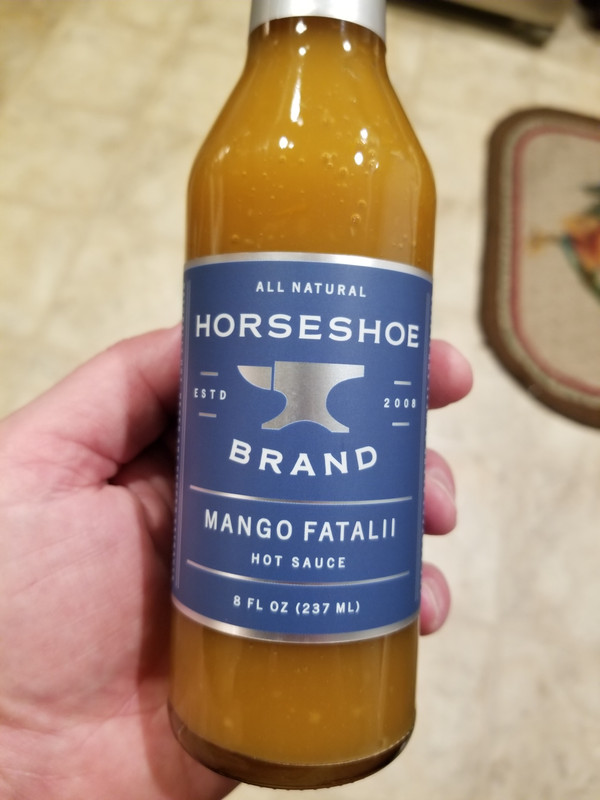 ALL NATURAL
HORSESHOE
ESTD 2008
BRAND
MANGO FATALII
HOT SAUCE
8 FL OZ (237 ML)